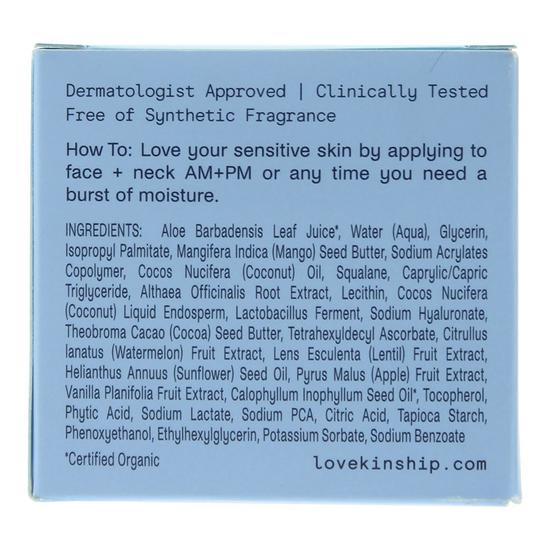 Dermatologist Approved | Clinically Tested
Free of Synthetic Fragrance
How To: Love your sensitive skin by applying to
face + neck AM+PM or any time you need a
burst of moisture.
INGREDIENTS: Aloe Barbadensis Leaf Juice*, Water (Aqua), Glycerin,
Isopropyl Palmitate, Mangifera Indica (Mango) Seed Butter, Sodium Acrylates
Copolymer, Cocos Nucifera (Coconut) Oil, Squalane, Caprylic/Capric
Triglyceride, Althaea Officinalis Root Extract, Lecithin, Cocos Nucifera
(Coconut) Liquid Endosperm, Lactobacillus Ferment, Sodium Hyaluronate,
Theobroma Cacao (Cocoa) Seed Butter, Tetrahexyldecyl Ascorbate, Citrullus
lanatus (Watermelon) Fruit Extract, Lens Esculenta (Lentil) Fruit Extract,
Helianthus Annuus (Sunflower) Seed Oil, Pyrus Malus (Apple) Fruit Extract,
Vanilla Planifolia Fruit Extract, Calophyllum Inophyllum Seed Oil*, Tocopherol,
Phytic Acid, Sodium Lactate, Sodium PCA, Citric Acid, Tapioca Starch,
Phenoxyethanol, Ethylhexylglycerin, Potassium Sorbate, Sodium Benzoate
*Certified Organic
lovekinship.com